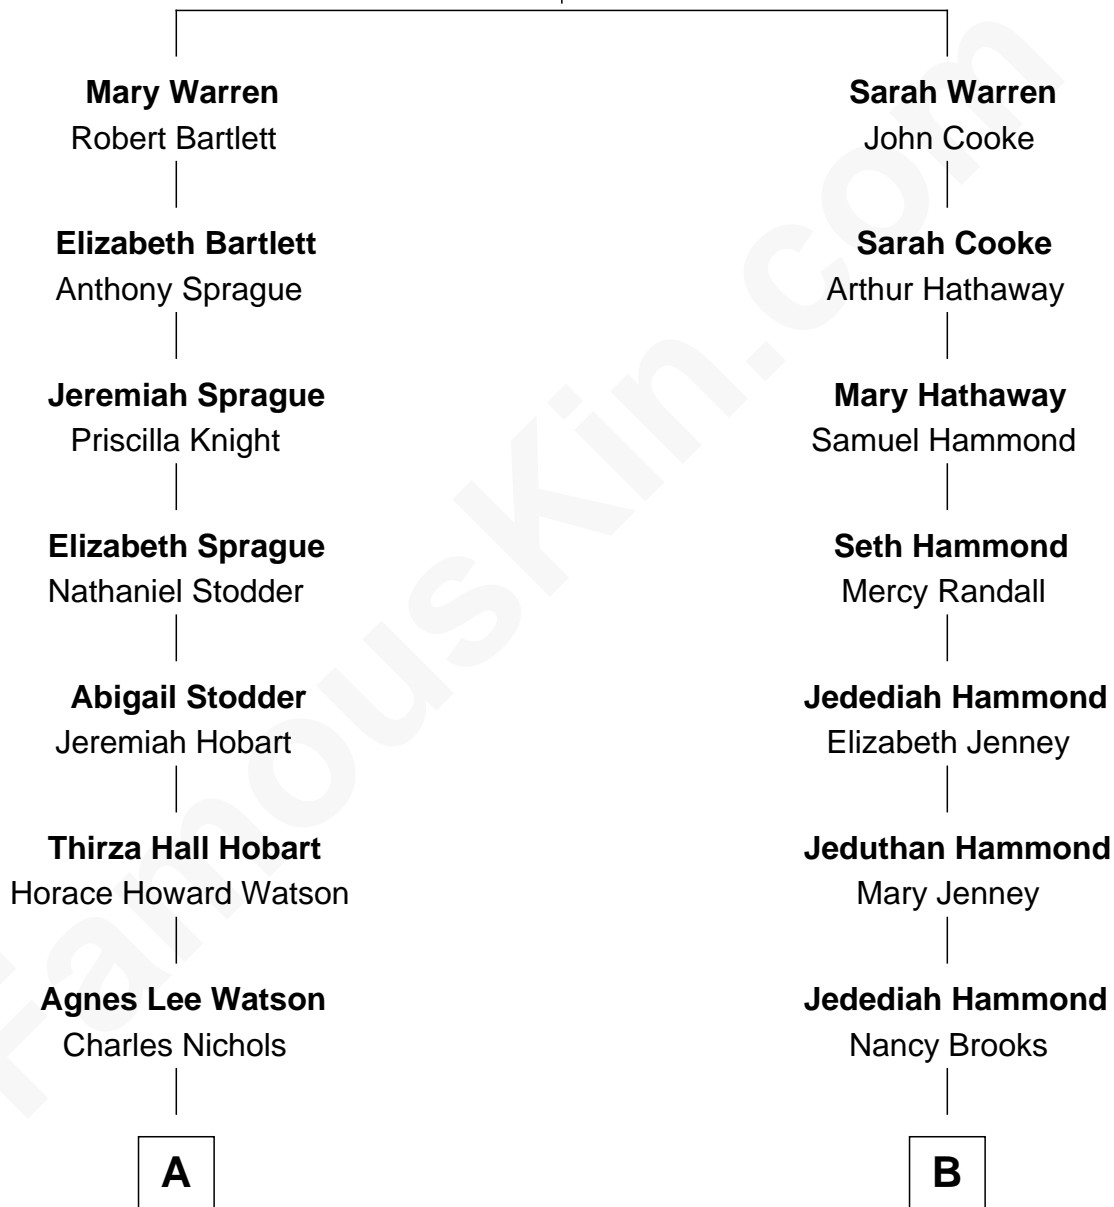 Mary Warren
Robert Bartlett
Elizabeth Bartlett
Anthony Sprague
Jeremiah Sprague
Priscilla Knight
Elizabeth Sprague
Nathaniel Stodder
Abigail Stodder
Jeremiah Hobart
Thirza Hall Hobart
Horace Howard Watson
Agnes Lee Watson
Charles Nichols
A
Sarah Warren
John Cooke
Sarah Cooke
Arthur Hathaway
Mary Hathaway
Samuel Hammond
Seth Hammond
Mercy Randall
Jedediah Hammond
Elizabeth Jenney
Jeduthan Hammond
Mary Jenney
Jedediah Hammond
Nancy Brooks
B
FamousKin.com